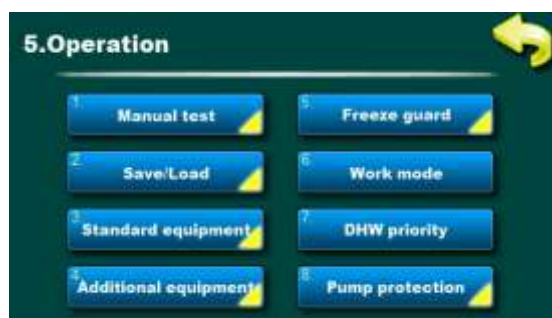 5.Operation
1. Manual test
2. Save/Load
3. Standard equipment
4. Additional equipment
5. Freeze guard
6. Work mode
7. DHW priority
8. Pump protection